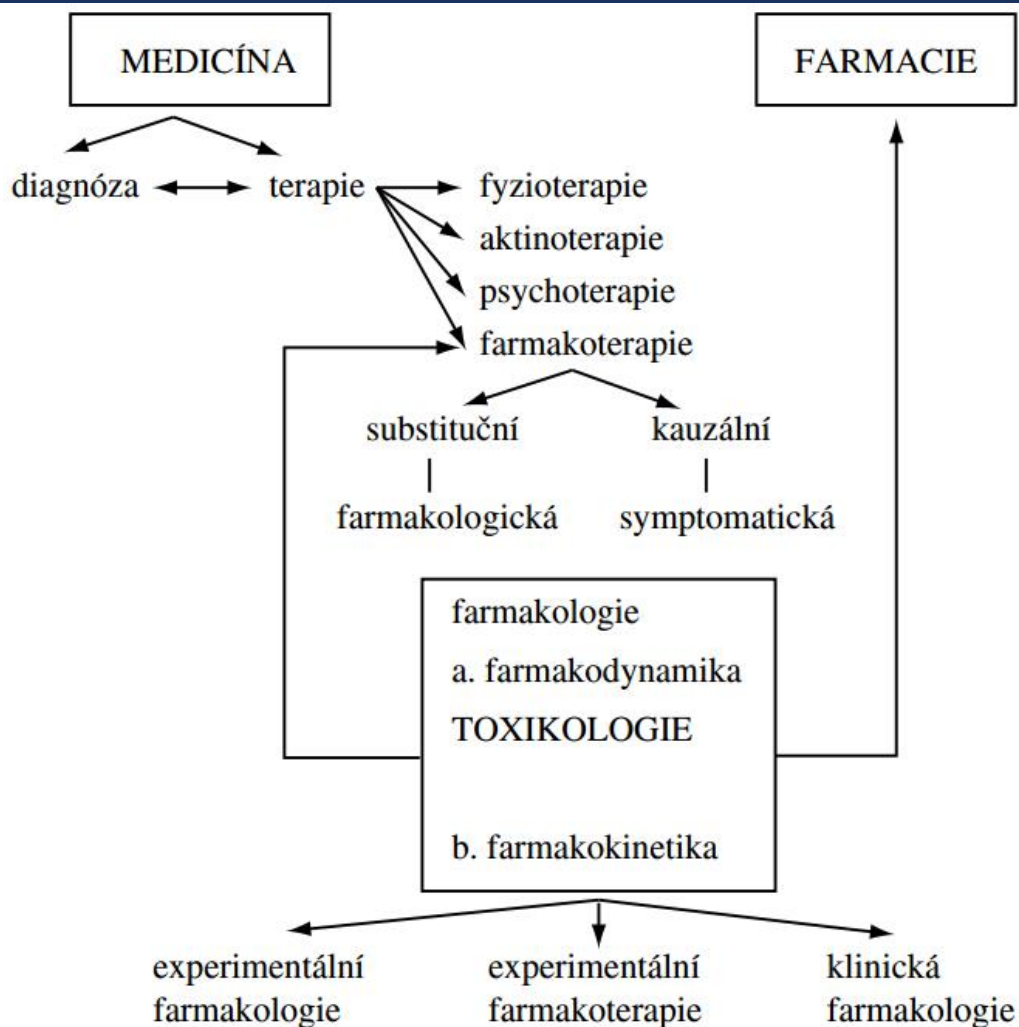 MEDICÍNA
FARMACIE
diagnóza
terapie
fyzioterapie
aktinoterapie
psychoterapie
farmakoterapie
substituční
kauzální
farmakologická
symptomatická
farmakologie
a. farmakodynamika
TOXIKOLOGIE
b. farmakokinetika
experimentální
farmakologie
experimentální
farmakoterapie
klinická
farmakologie